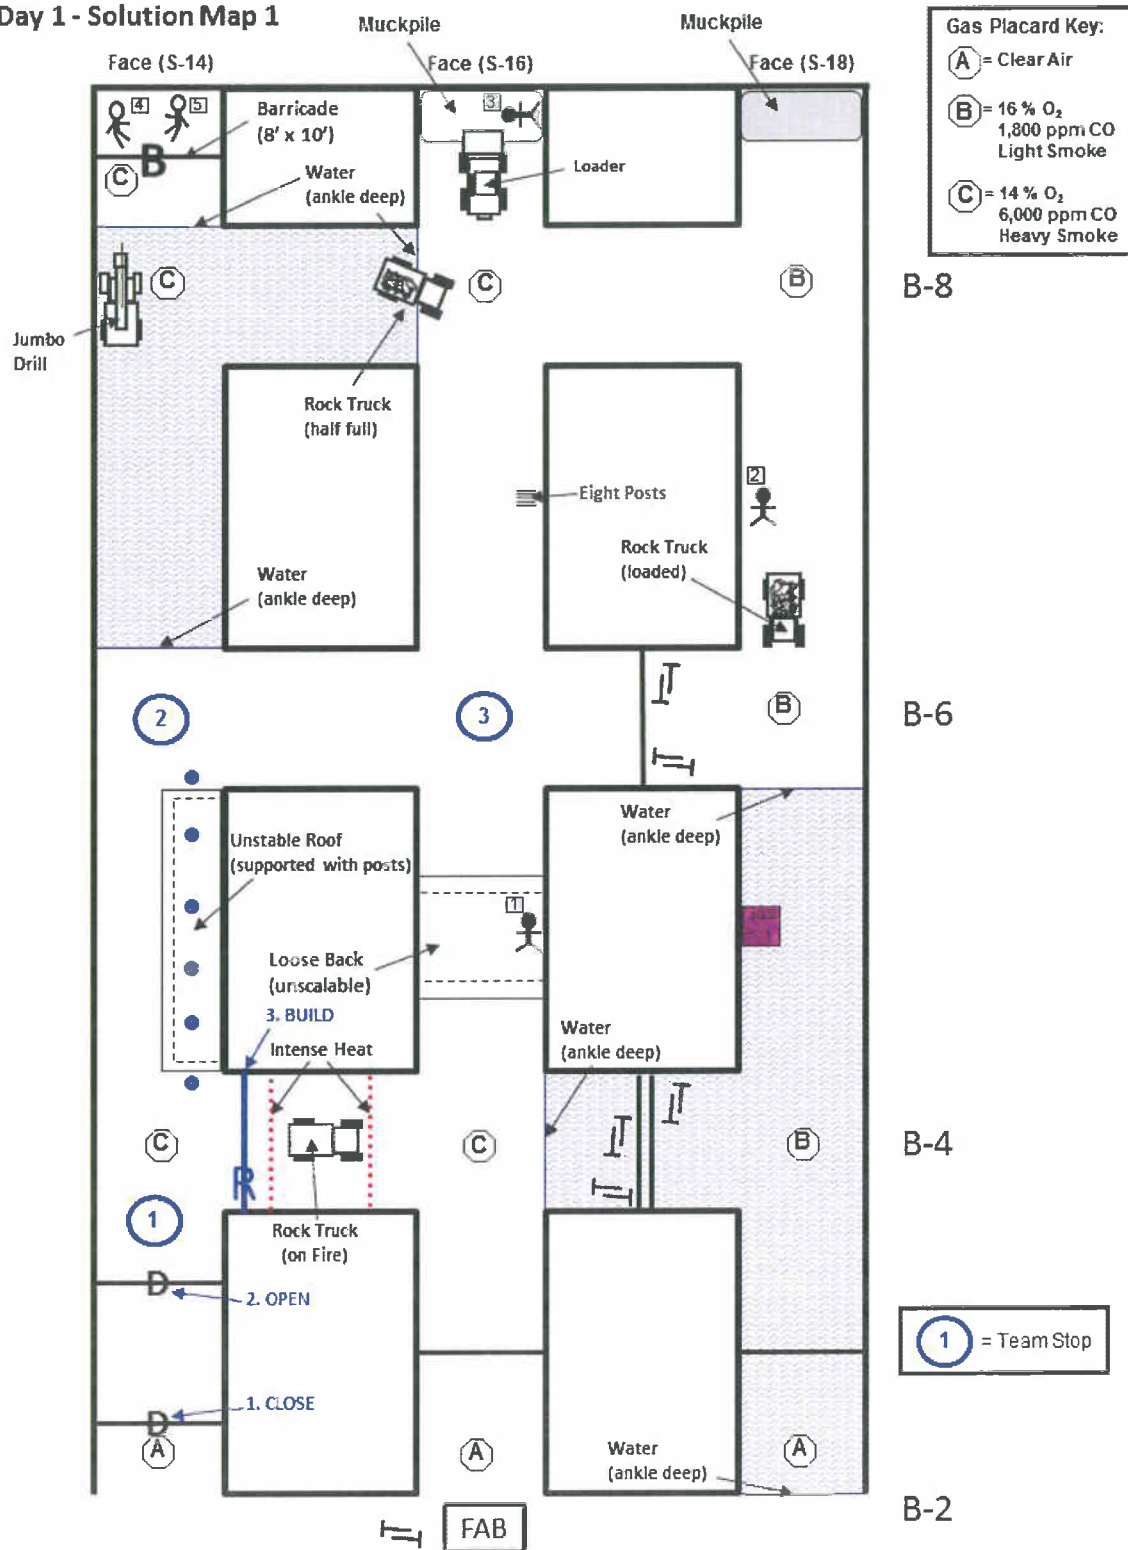 Day 1 - Solution Map 1
Muckpile
Muckpile
Face (S-14)
Face (S-16)
Face (S-18)
Gas Placard Key:
A = Clear Air
B = 16 % O₂
1,800 ppm CO
Light Smoke
C = 14 % O₂
6,000 ppm CO
Heavy Smoke
4
5
3
Barricade
(8' x 10')
B
C
Water
(ankle deep)
Loader
C
C
B
B-8
Jumbo
Drill
Rock Truck
(half full)
Eight Posts
2
Rock Truck
(loaded)
Water
(ankle deep)
2
3
B
B-6
Water
(ankle deep)
Unstable Roof
(supported with posts)
1
Loose Back
(unscalable)
3. BUILD
Intense Heat
Water
(ankle deep)
C
C
B
B-4
R
1
Rock Truck
(on Fire)
D
2. OPEN
1 = Team Stop
1. CLOSE
D
A
A
A
Water
(ankle deep)
B-2
FAB